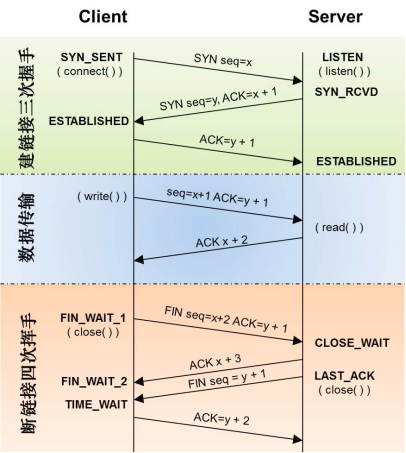 Client
Server
建链接三次握手
SYN_SENT
( connect( ) )
SYN seq=x
LISTEN
( listen( ) )
SYN_RCVD
SYN seq=y, ACK=x + 1
ESTABLISHED
ACK=y + 1
ESTABLISHED
数据传输
( write( ) )
seq=x+1 ACK=y + 1
( read( ) )
ACK x + 2
断链接四次挥手
FIN_WAIT_1
( close( ) )
FIN seq=x+2 ACK=y + 1
CLOSE_WAIT
ACK x + 3
FIN_WAIT_2
FIN seq = y + 1
LAST_ACK
( close( ) )
TIME_WAIT
ACK=y + 2